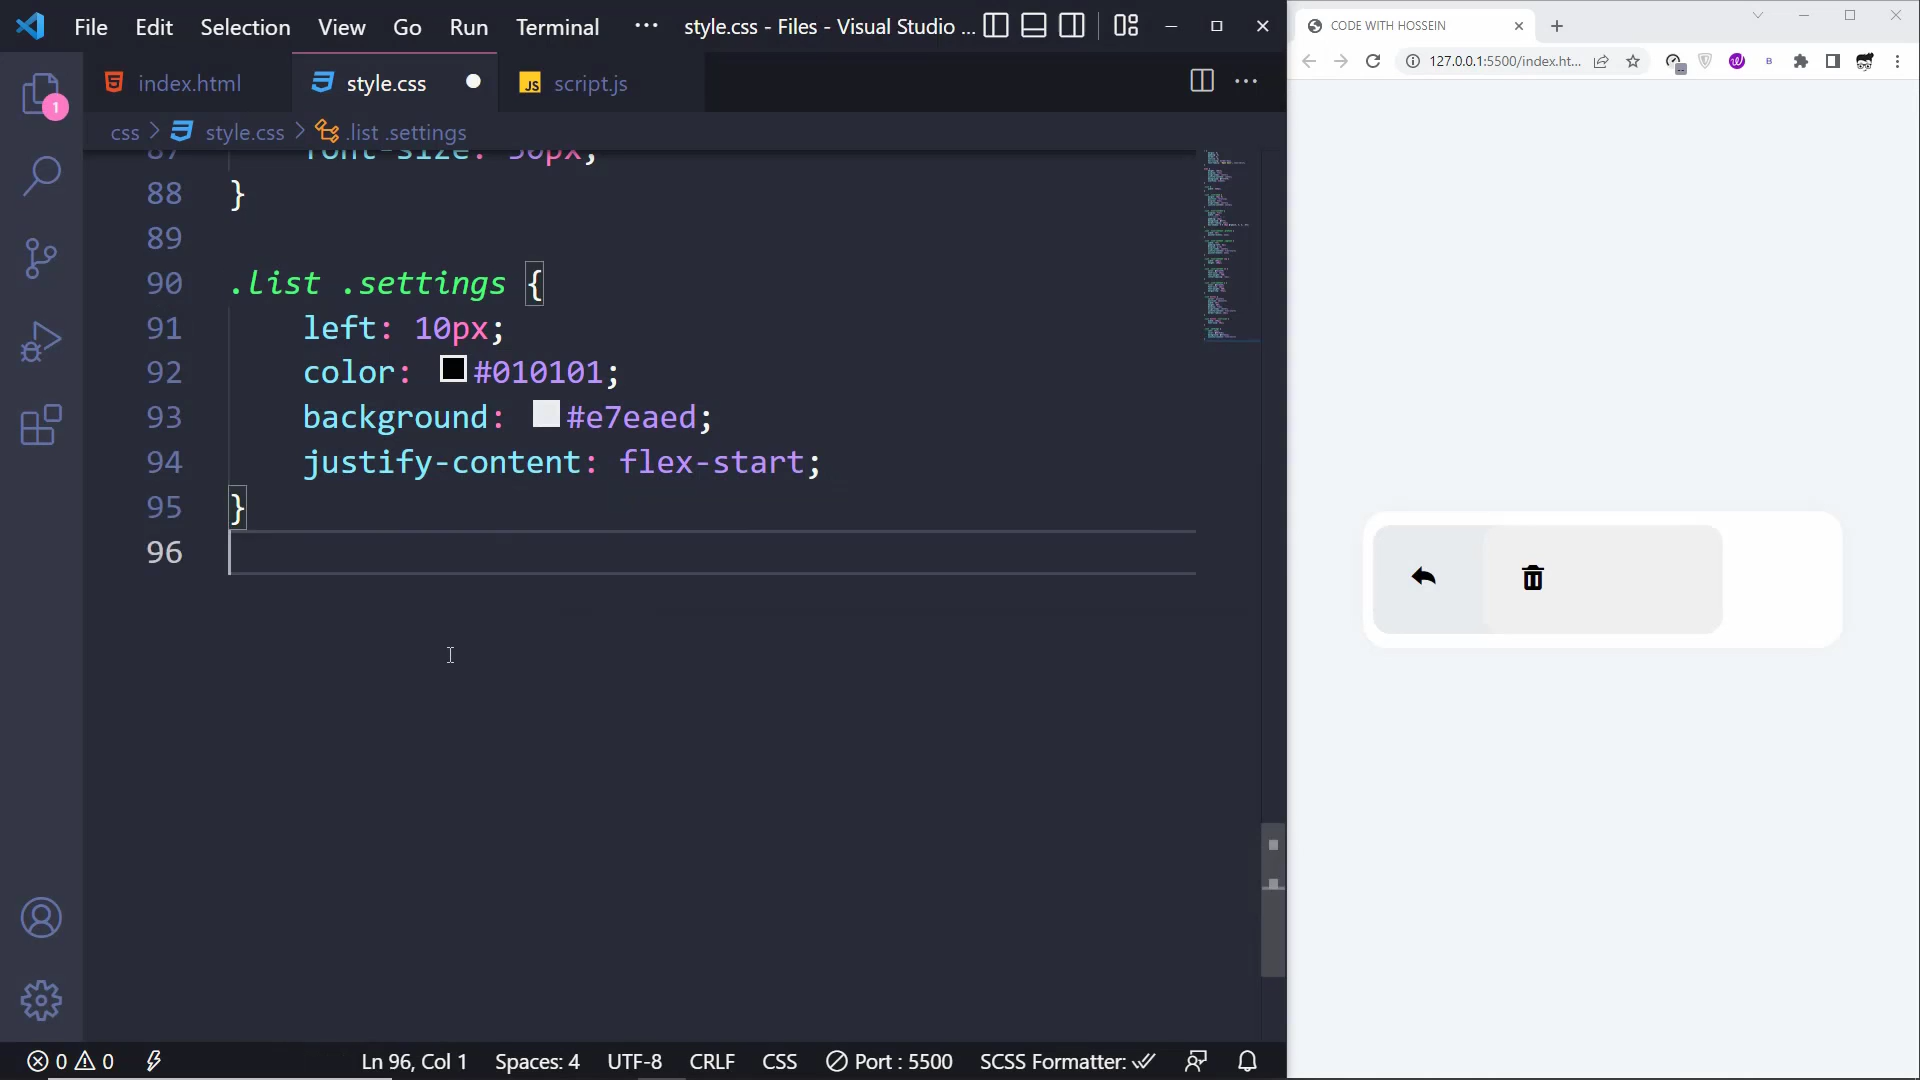 File Edit Selection View Go Run Terminal ··· style.css - Files - Visual Studio ...
index.html style.css script.js
css > style.css > .list .settings
87 font-size: 30px;
88 }
89
90 .list .settings {
91 left: 10px;
92 color: #010101;
93 background: #e7eaed;
94 justify-content: flex-start;
95 }
96
1
0 0 Ln 96, Col 1 Spaces: 4 UTF-8 CRLF CSS Port : 5500 SCSS Formatter:
CODE WITH HOSSEIN
127.0.0.1:5500/index.ht...